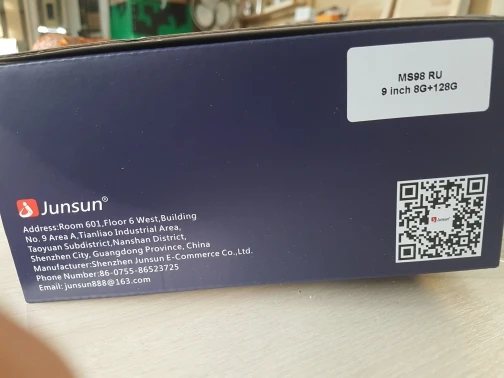 MS98 RU
9 inch 8G+128G
Junsun®
Address:Room 601,Floor 6 West,Building
No.9 Area A,Tianliao Industrial Area,
Taoyuan Subdistrict,Nanshan District,
Shenzhen City, Guangdong Province, China
Manufacturer:Shenzhen Junsun E-Commerce Co.,Ltd.
Phone Number:86-0755-86523725
Email: junsun888@163.com